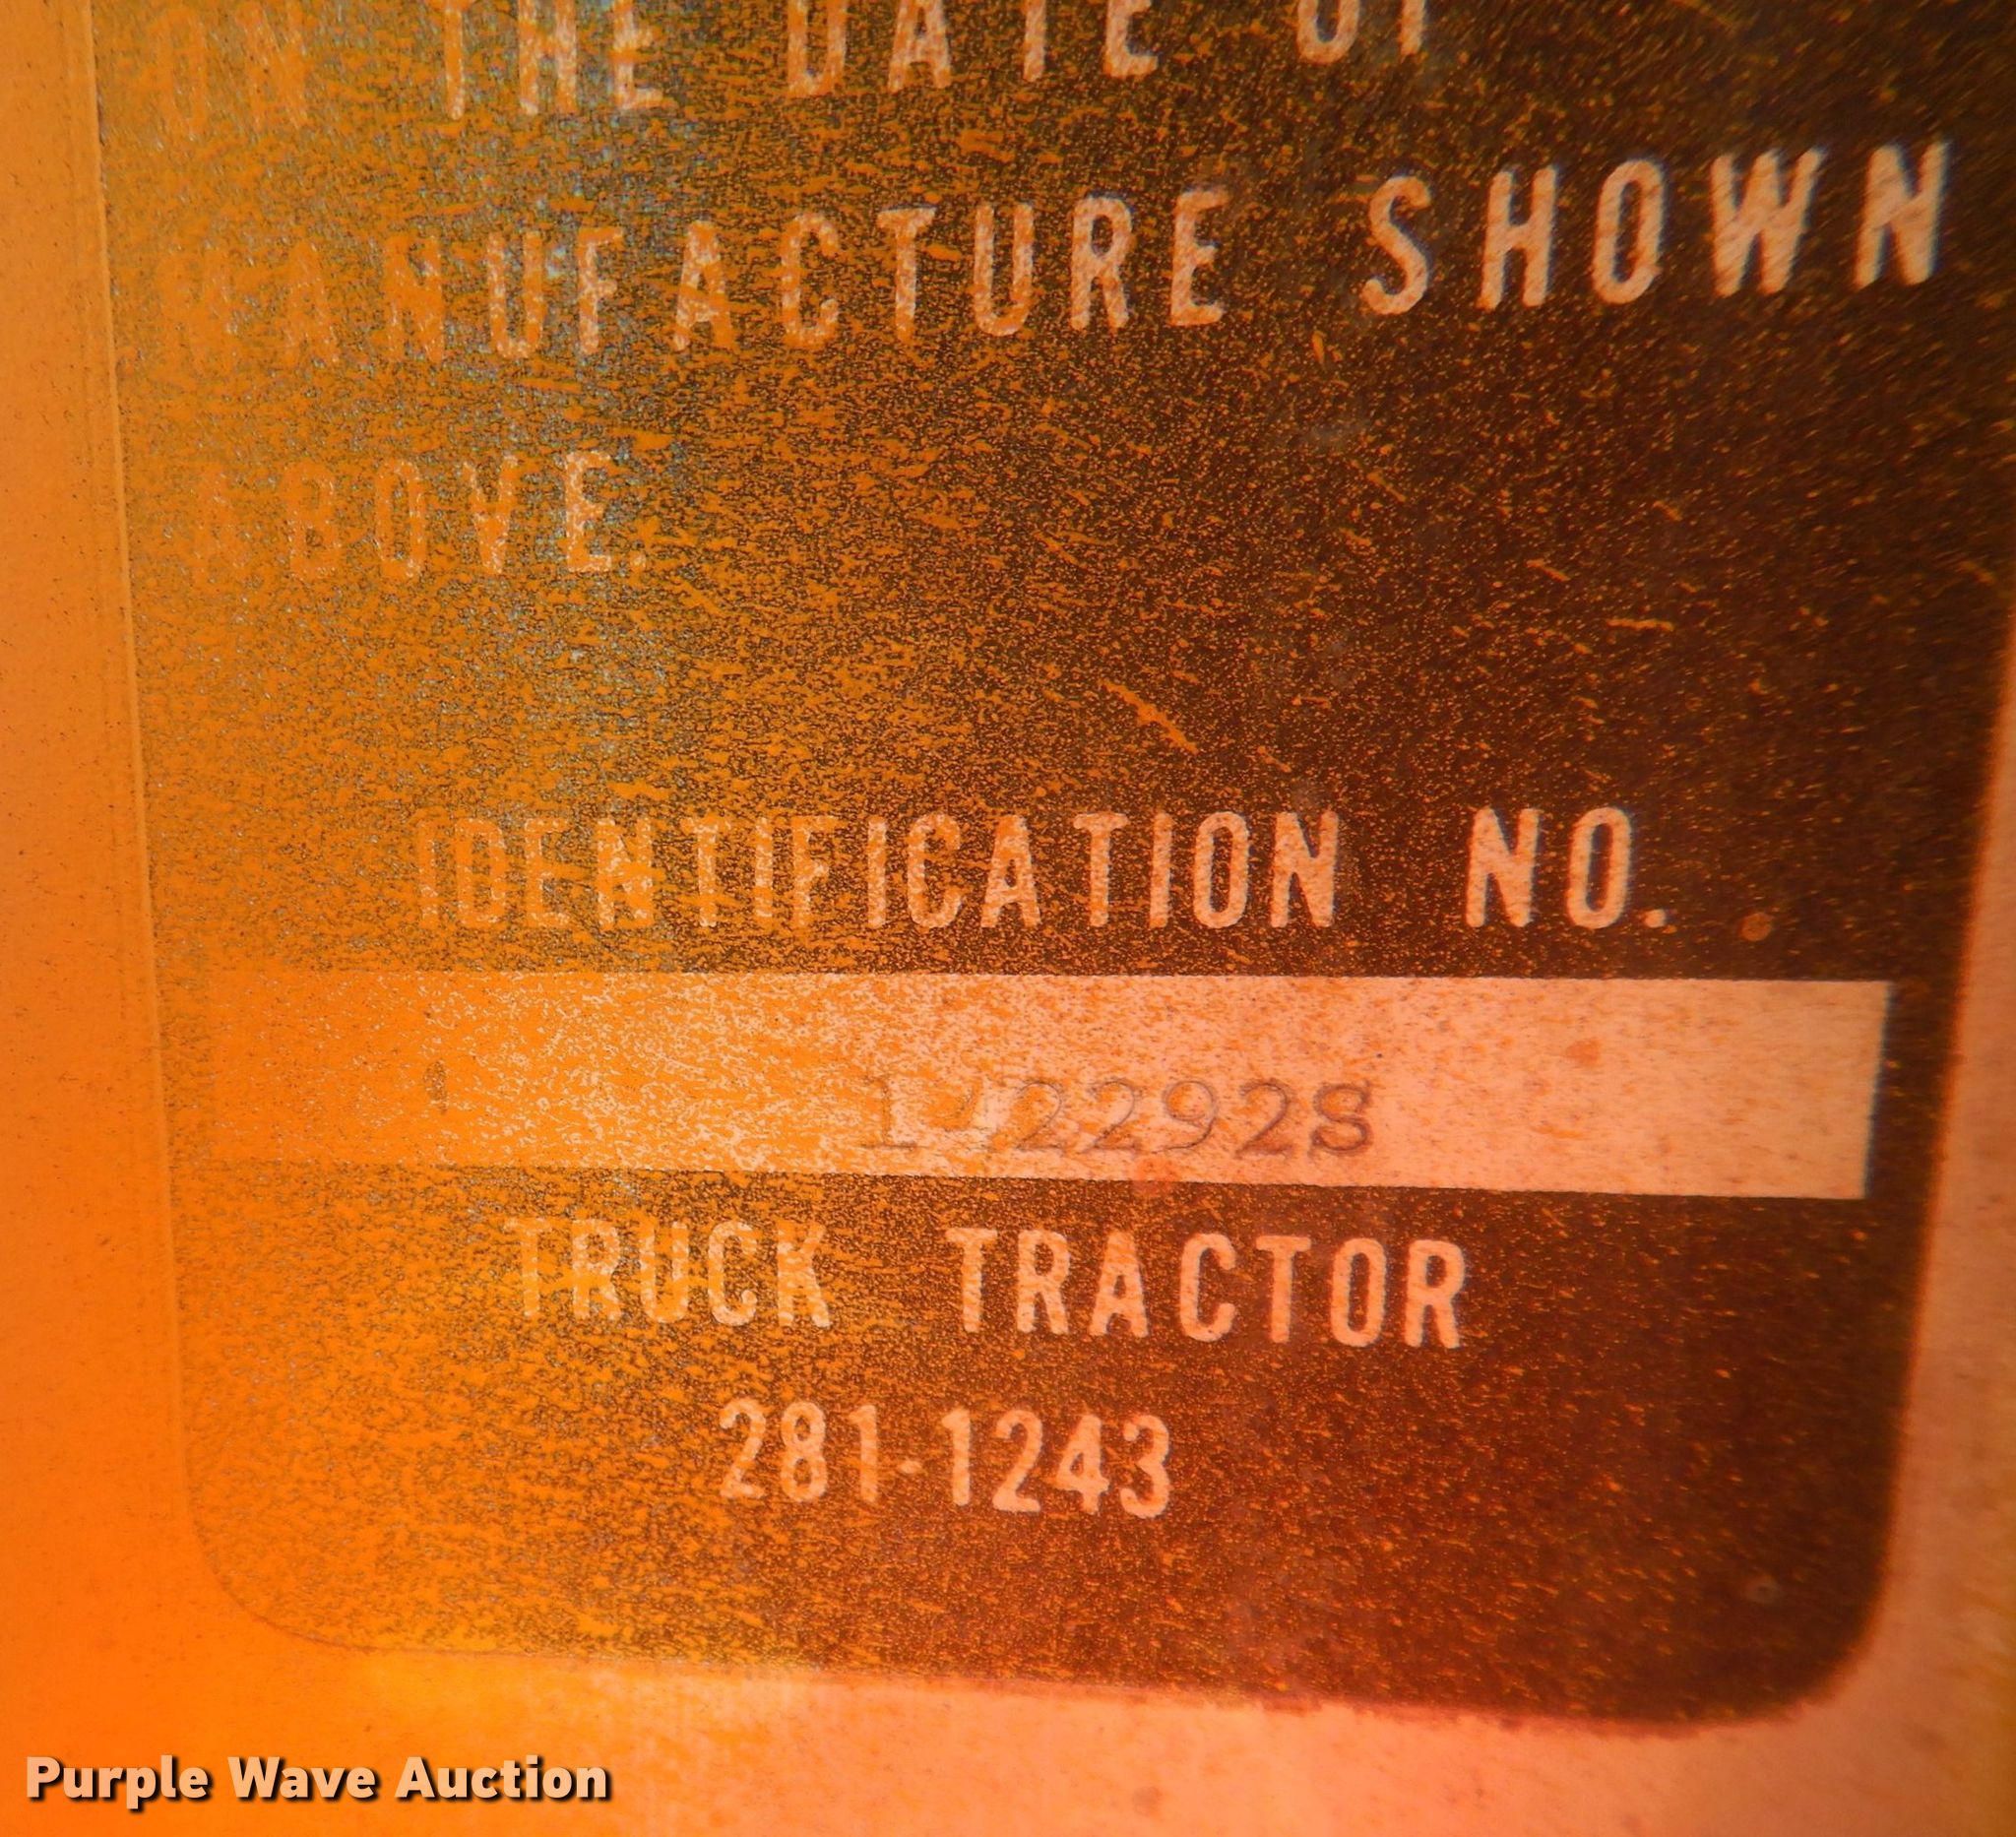 ON THE DATE OF
MANUFACTURE SHOWN
ABOVE.
IDENTIFICATION NO.
TRUCK TRACTOR
281-1243
Purple Wave Auction